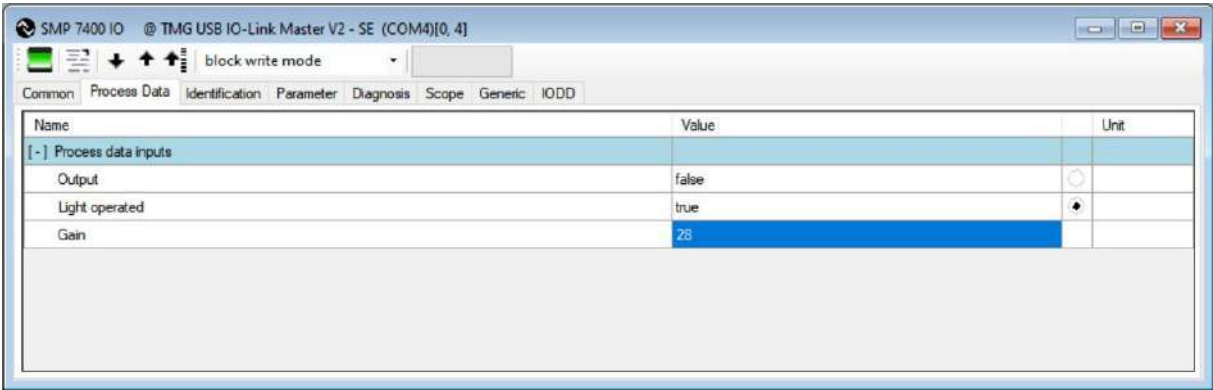 SMP 7400 IO @ TMG USB IO-Link Master V2 - SE (COM4)[0, 4]
block write mode
Common Process Data Identification Parameter Diagnosis Scope Generic IODD
Name Value Unit
[-] Process data inputs
Output false
Light operated true
Gain 28